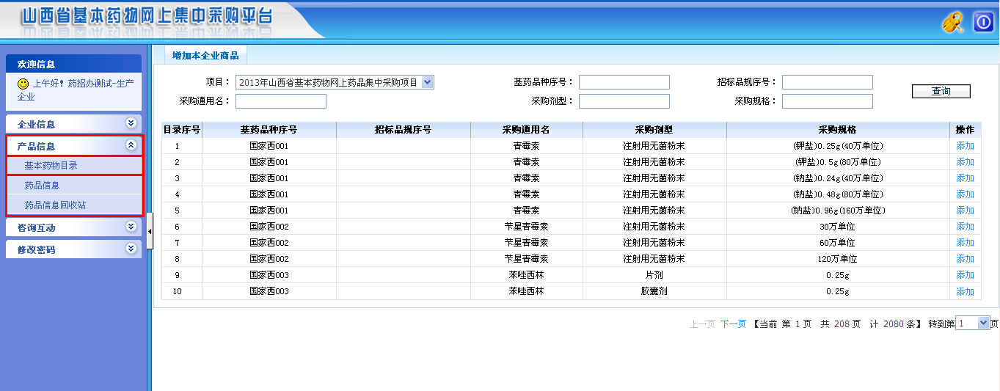 山西省基本药物网上集中采购平台
欢迎信息
上午好！药招办测试-生产
企业
企业信息
产品信息
基本药物目录
药品信息
药品信息回收站
咨询互动
修改密码
增加本企业商品
项目： 2013年山西省基本药物网上药品集中采购项目 基药品种序号： 招标品规序号：
查询
采购通用名： 采购剂型： 采购规格：
目录序号 基药品种序号 招标品规序号 采购通用名 采购剂型 采购规格 操作
1 国家西001 青霉素 注射用无菌粉末 (钾盐)0.25g(40万单位) 添加
2 国家西001 青霉素 注射用无菌粉末 (钾盐)0.5g(80万单位) 添加
3 国家西001 青霉素 注射用无菌粉末 (钠盐)0.24g(40万单位) 添加
4 国家西001 青霉素 注射用无菌粉末 (钠盐)0.48g(80万单位) 添加
5 国家西001 青霉素 注射用无菌粉末 (钠盐)0.96g(160万单位) 添加
6 国家西002 苄星青霉素 注射用无菌粉末 30万单位 添加
7 国家西002 苄星青霉素 注射用无菌粉末 60万单位 添加
8 国家西002 苄星青霉素 注射用无菌粉末 120万单位 添加
9 国家西003 苯唑西林 片剂 0.25g 添加
10 国家西003 苯唑西林 胶囊剂 0.25g 添加
上一页 下一页 【当前 第 1 页 共 208 页 计 2080 条】 转到第 1 页